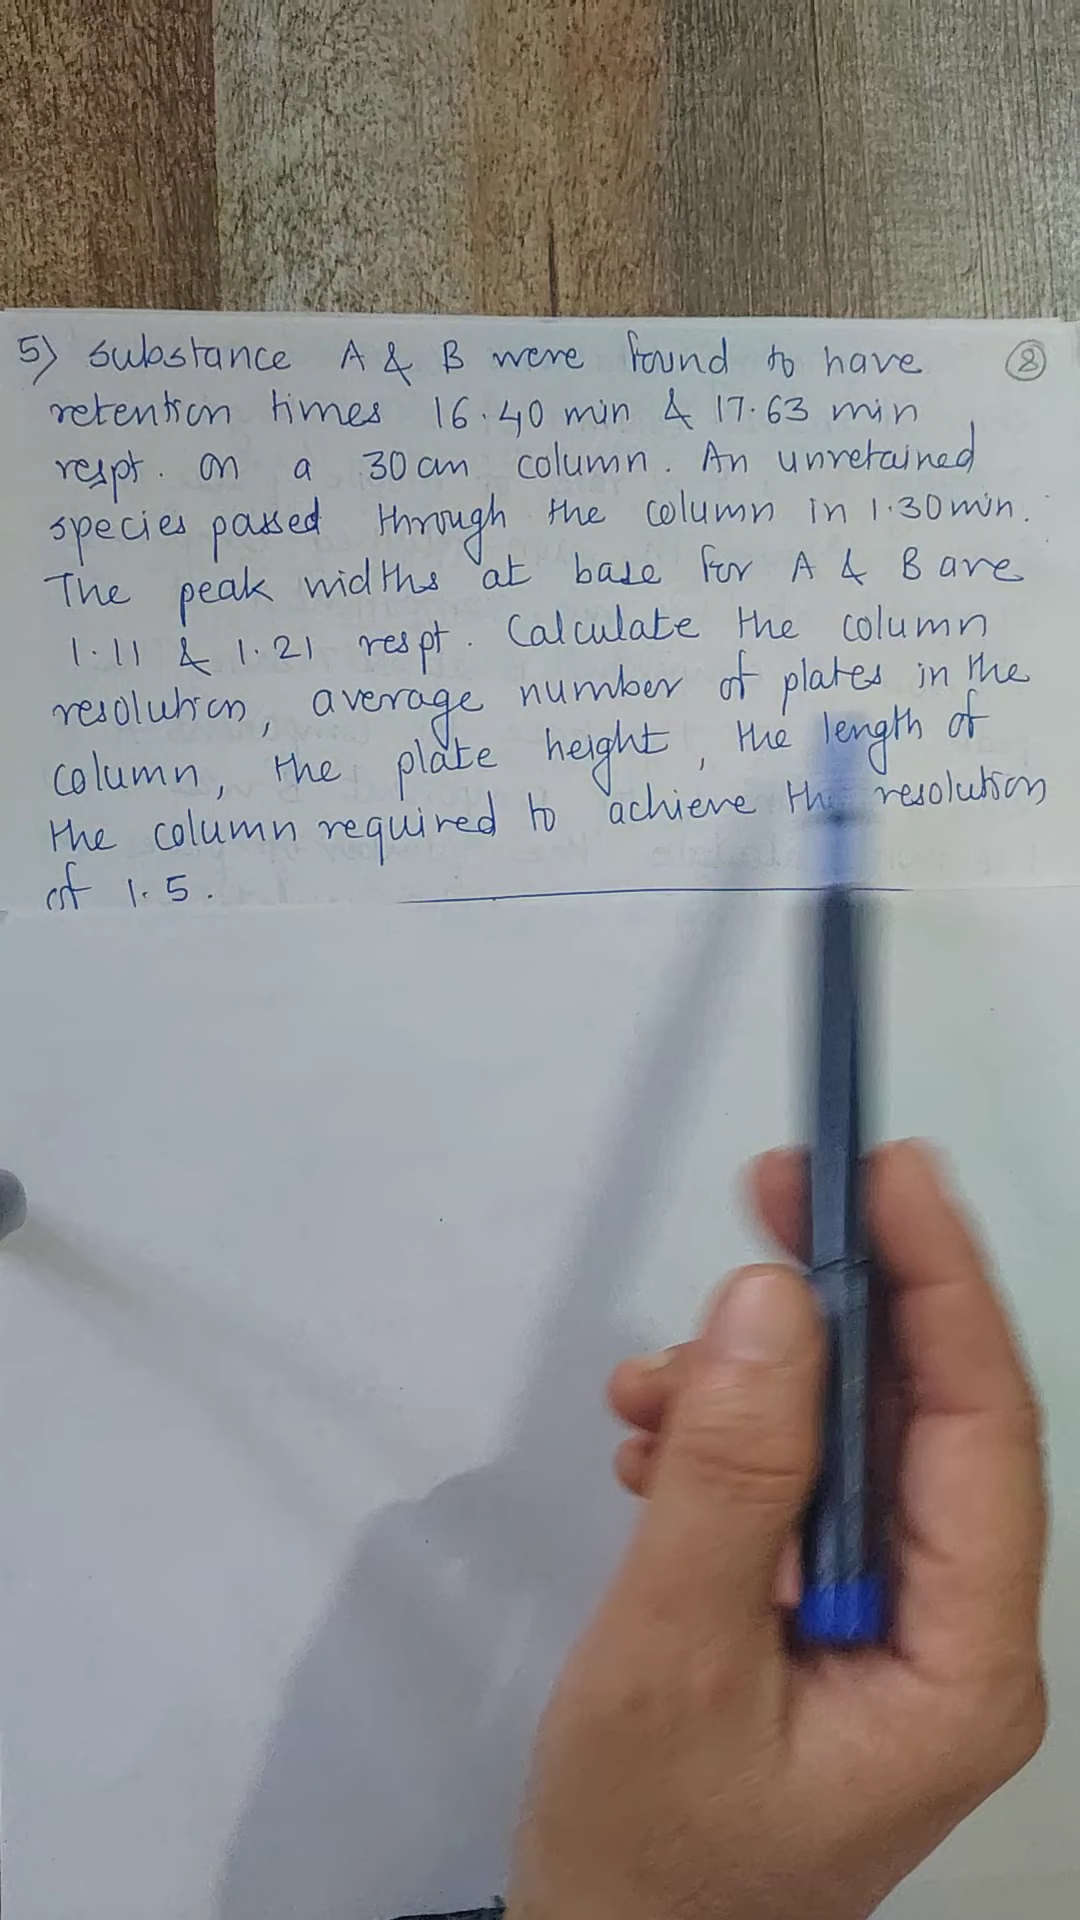 5) Substance A & B were found to have ⑧
retention times 16.40 min & 17.63 min
respt. on a 30 cm column. An unretained
species passed through the column in 1.30 min.
The peak widths at base for A & B are
1.11 & 1.21 respt. Calculate the column
resolution, average number of plates in the
column, the plate height, the length of
the column required to achieve the resolution
of 1.5.